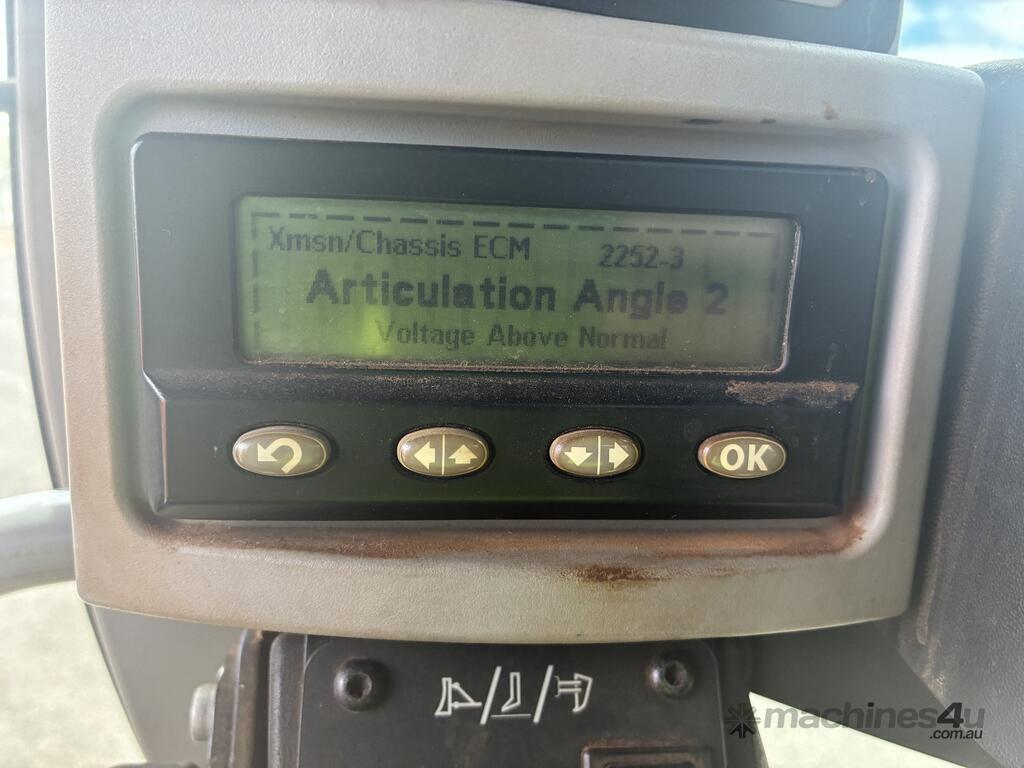 Xmsn/Chassis ECM 2252-3
Articulation Angle 2
Voltage Above Normal
OK
machines4u
.com.au